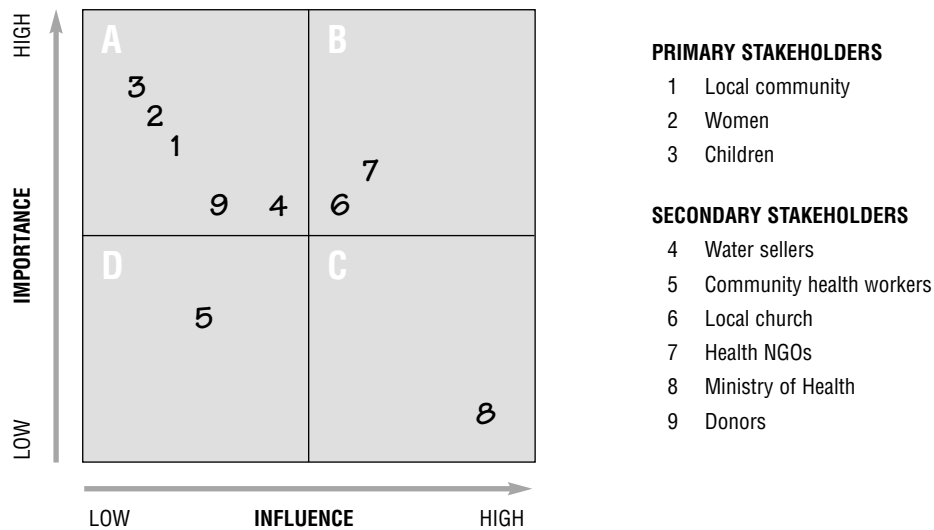 HIGH
IMPORTANCE
LOW
A
B
3
2
1
9
4
7
6
D
C
5
8
LOW
INFLUENCE
HIGH
PRIMARY STAKEHOLDERS
1 Local community
2 Women
3 Children
SECONDARY STAKEHOLDERS
4 Water sellers
5 Community health workers
6 Local church
7 Health NGOs
8 Ministry of Health
9 Donors